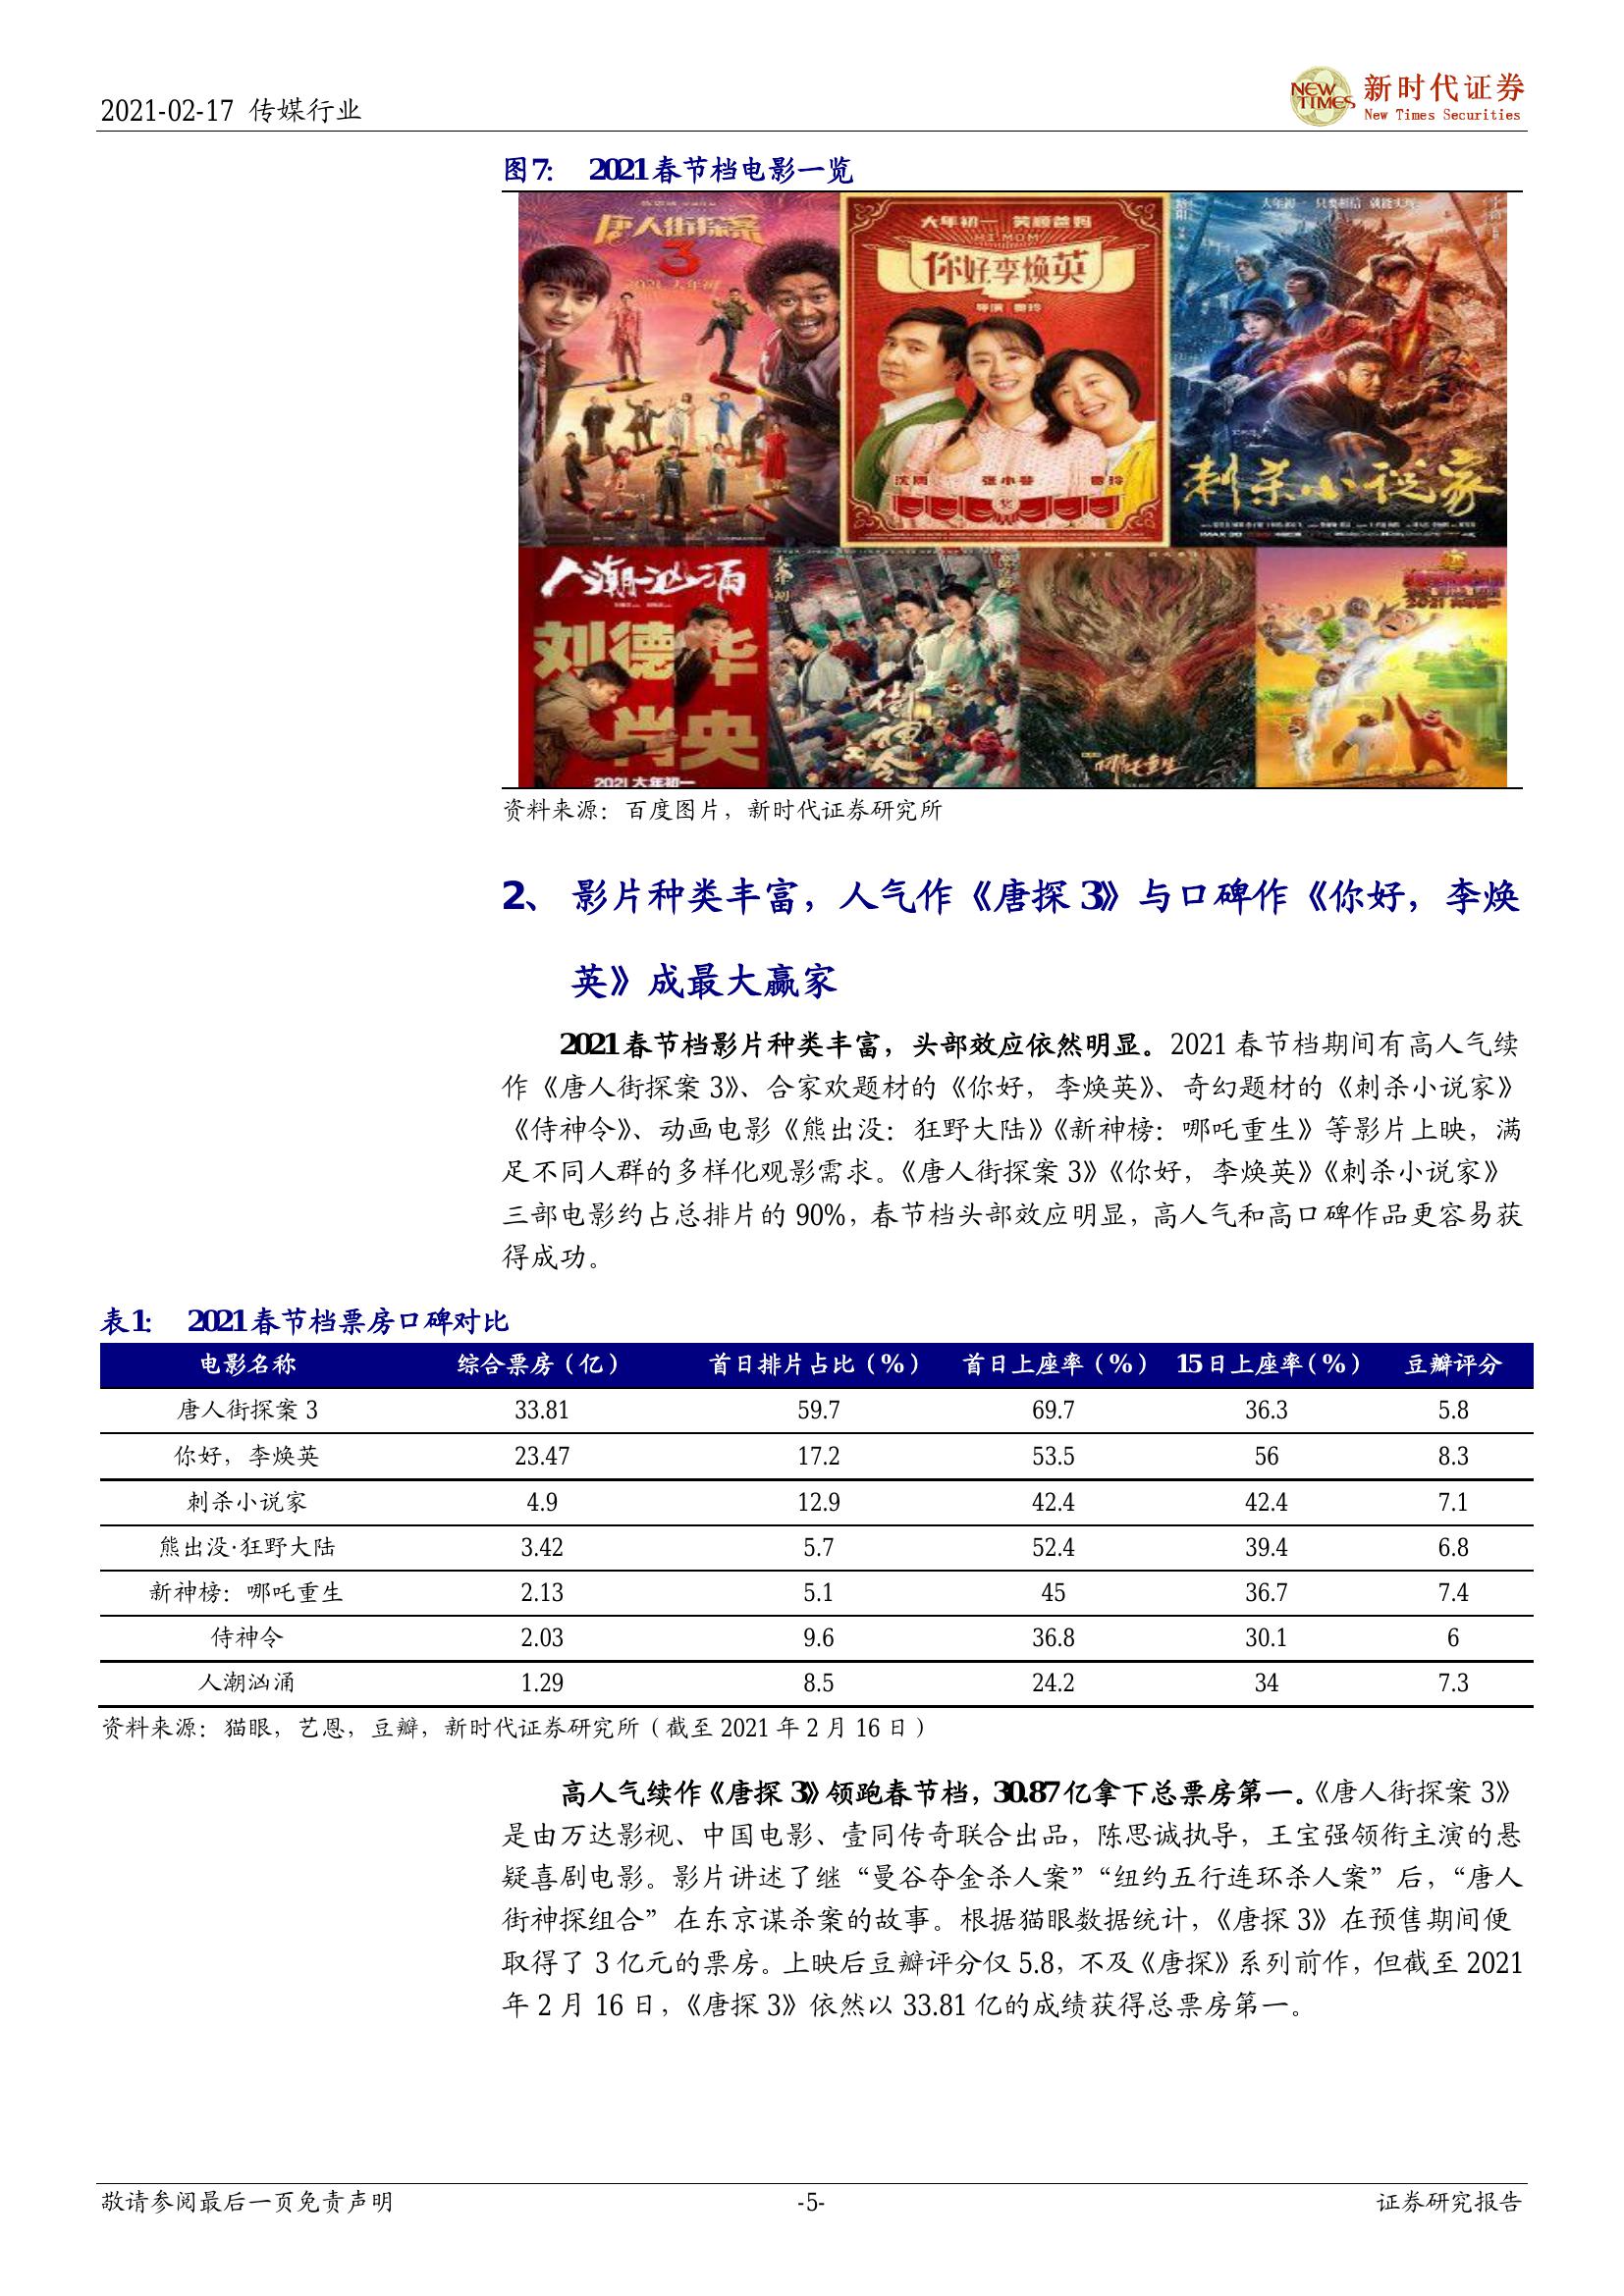 2021-02-17 传媒行业
NEW TIMES 新时代证券
New Times Securities
图7: 2021春节档电影一览
唐人街探案
3
大年初一 笑顺爸妈
HI, MOM
你好,李焕英
导演 贾玲
张小斐
贾玲
大年初一 只要相信 就能实现
刺杀小说家
人潮汹涌
刘德华
肖央
2021大年初一
侍神令
哪吒重生
资料来源：百度图片，新时代证券研究所
2、 影片种类丰富，人气作《唐探 3》与口碑作《你好，李焕
英》成最大赢家
2021春节档影片种类丰富，头部效应依然明显。2021 春节档期间有高人气续
作《唐人街探案 3》、合家欢题材的《你好，李焕英》、奇幻题材的《刺杀小说家》
《侍神令》、动画电影《熊出没：狂野大陆》《新神榜：哪吒重生》等影片上映，满
足不同人群的多样化观影需求。《唐人街探案 3》《你好，李焕英》《刺杀小说家》
三部电影约占总排片的 90%，春节档头部效应明显，高人气和高口碑作品更容易获
得成功。
表1: 2021春节档票房口碑对比
电影名称 综合票房（亿） 首日排片占比（%） 首日上座率（%） 15日上座率（%） 豆瓣评分
唐人街探案 3 33.81 59.7 69.7 36.3 5.8
你好，李焕英 23.47 17.2 53.5 56 8.3
刺杀小说家 4.9 12.9 42.4 42.4 7.1
熊出没·狂野大陆 3.42 5.7 52.4 39.4 6.8
新神榜：哪吒重生 2.13 5.1 45 36.7 7.4
侍神令 2.03 9.6 36.8 30.1 6
人潮汹涌 1.29 8.5 24.2 34 7.3
资料来源：猫眼，艺恩，豆瓣，新时代证券研究所（截至 2021 年 2 月 16 日）
高人气续作《唐探 3》领跑春节档，30.87亿拿下总票房第一。《唐人街探案 3》
是由万达影视、中国电影、壹同传奇联合出品，陈思诚执导，王宝强领衔主演的悬
疑喜剧电影。影片讲述了继“曼谷夺金杀人案”“纽约五行连环杀人案”后，“唐人
街神探组合”在东京谋杀案的故事。根据猫眼数据统计，《唐探 3》在预售期间便
取得了 3 亿元的票房。上映后豆瓣评分仅 5.8，不及《唐探》系列前作，但截至 2021
年 2 月 16 日，《唐探 3》依然以 33.81 亿的成绩获得总票房第一。
敬请参阅最后一页免责声明 -5- 证券研究报告